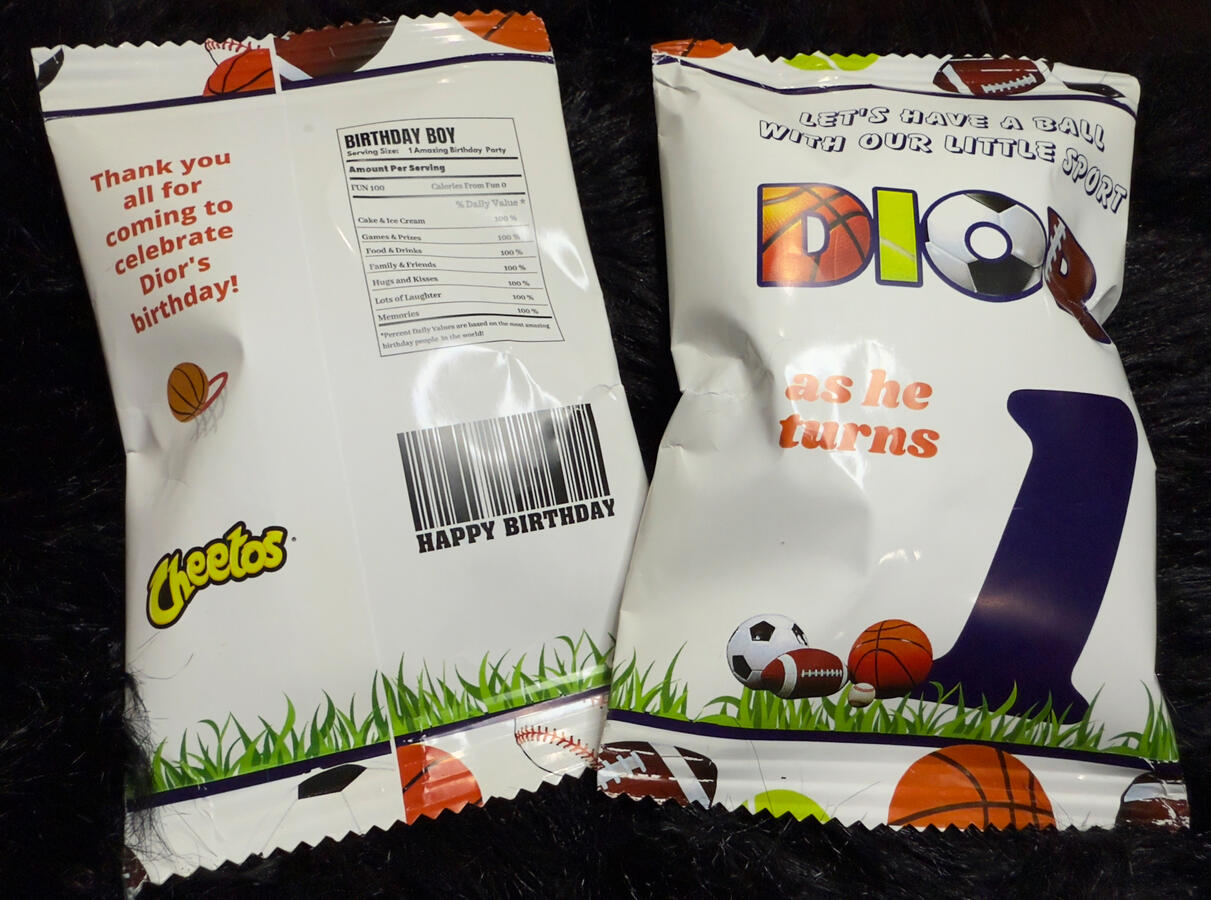 Thank you
all for
coming to
celebrate
Dior's
birthday!
Cheetos
BIRTHDAY BOY
Serving Size: 1 Amazing Birthday Party
Amount Per Serving
FUN 100 Calories From Fun 0
% Daily Value *
Cake & Ice Cream 100 %
Games & Prizes 100 %
Food & Drinks 100 %
Family & Friends 100 %
Hugs and Kisses 100 %
Lots of Laughter 100 %
Memories 100 %
*Percent Daily Values are based on the most amazing
birthday people in the world!
HAPPY BIRTHDAY
LET'S HAVE A BALL
WITH OUR LITTLE SPORT
DIOR
as he
turns
1